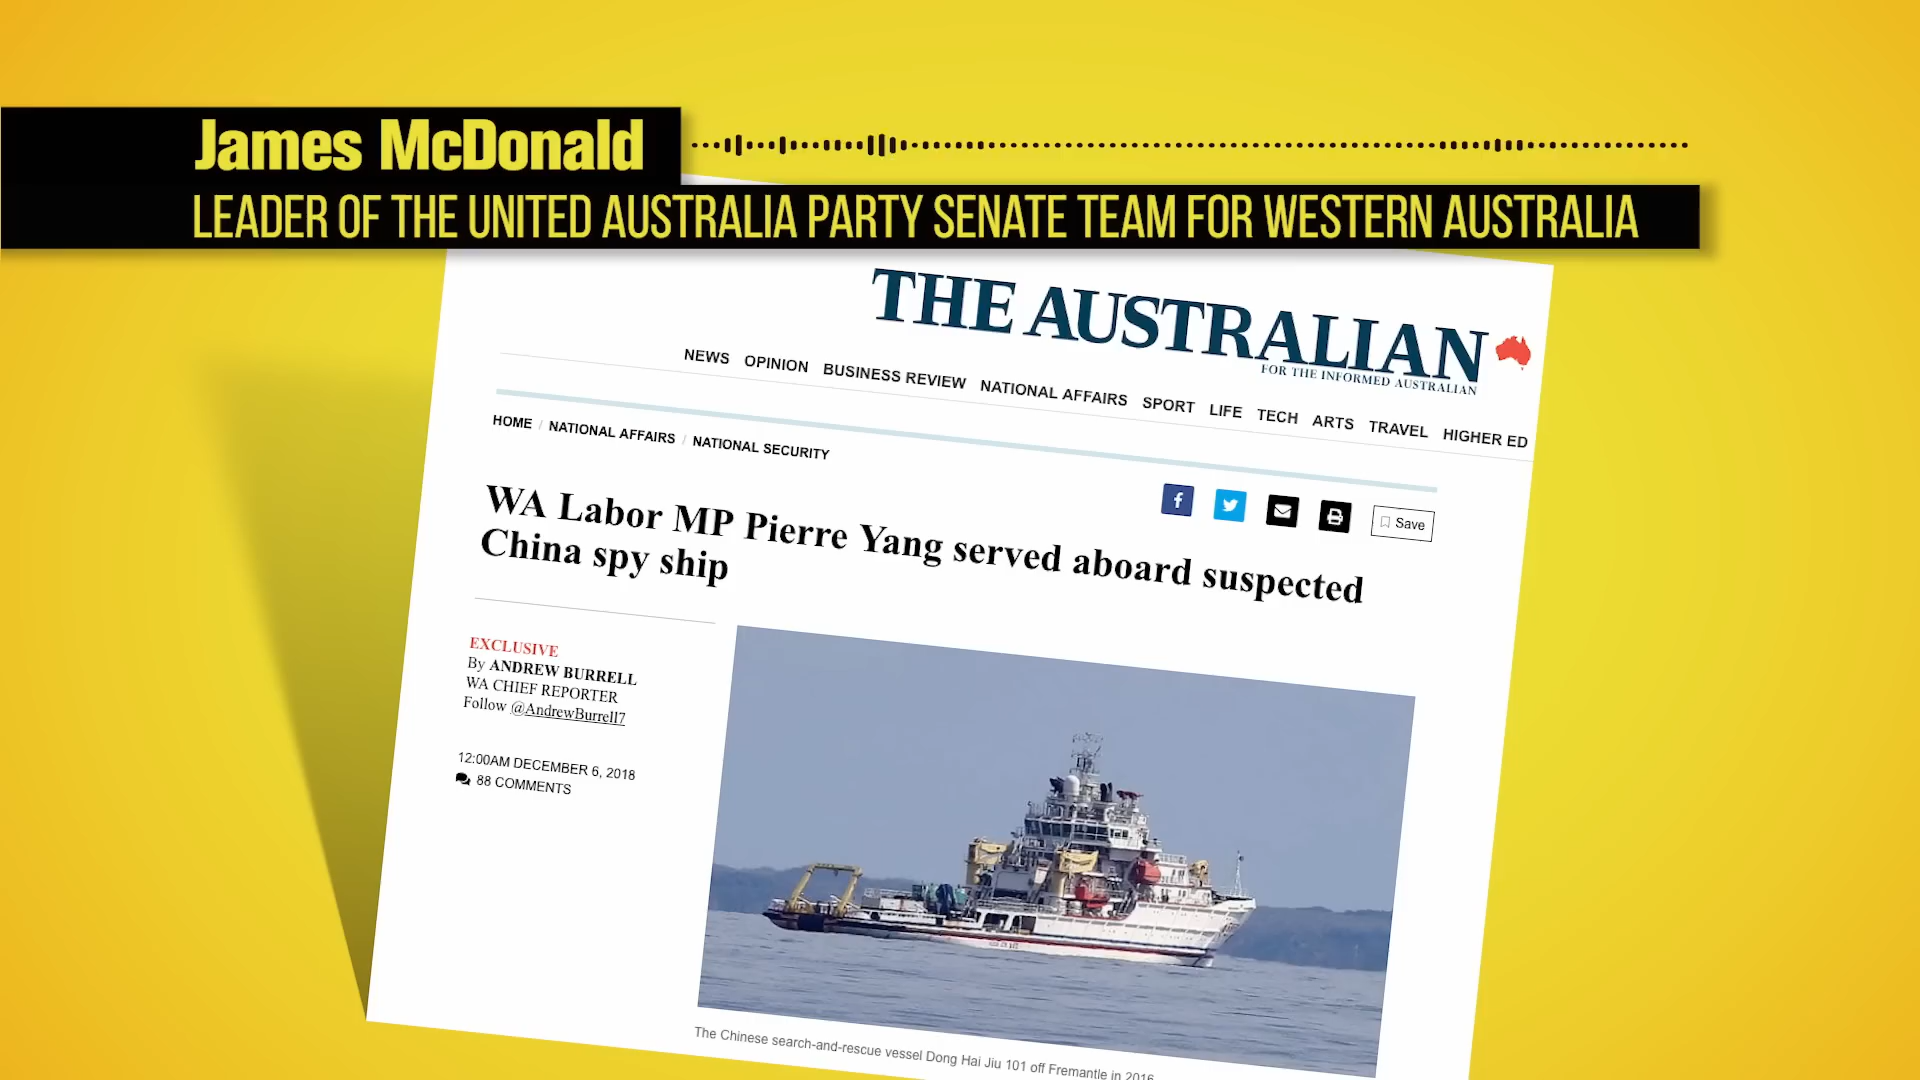 James McDonald
LEADER OF THE UNITED AUSTRALIA PARTY SENATE TEAM FOR WESTERN AUSTRALIA
THE AUSTRALIAN
FOR THE INFORMED AUSTRALIAN
NEWS OPINION BUSINESS REVIEW NATIONAL AFFAIRS SPORT LIFE TECH ARTS TRAVEL HIGHER ED
HOME / NATIONAL AFFAIRS / NATIONAL SECURITY
Save
WA Labor MP Pierre Yang served aboard suspected
China spy ship
EXCLUSIVE
By ANDREW BURRELL
WA CHIEF REPORTER
Follow @AndrewBurrell7
12:00AM DECEMBER 6, 2018
88 COMMENTS
The Chinese search-and-rescue vessel Dong Hai Jiu 101 off Fremantle in 2016